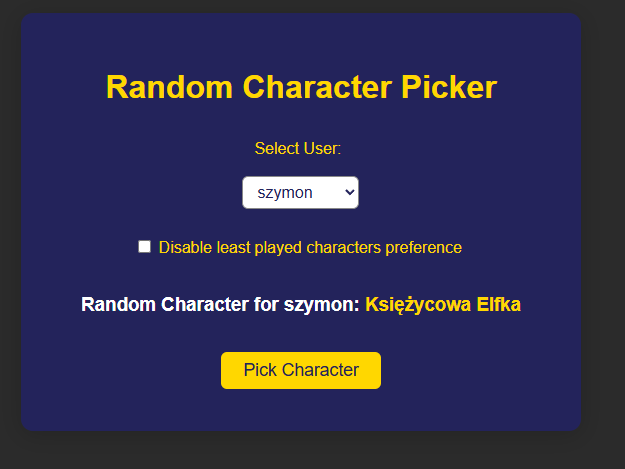 Random Character Picker
Select User:
szymon
Disable least played characters preference
Random Character for szymon: Księżycowa Elfka
Pick Character